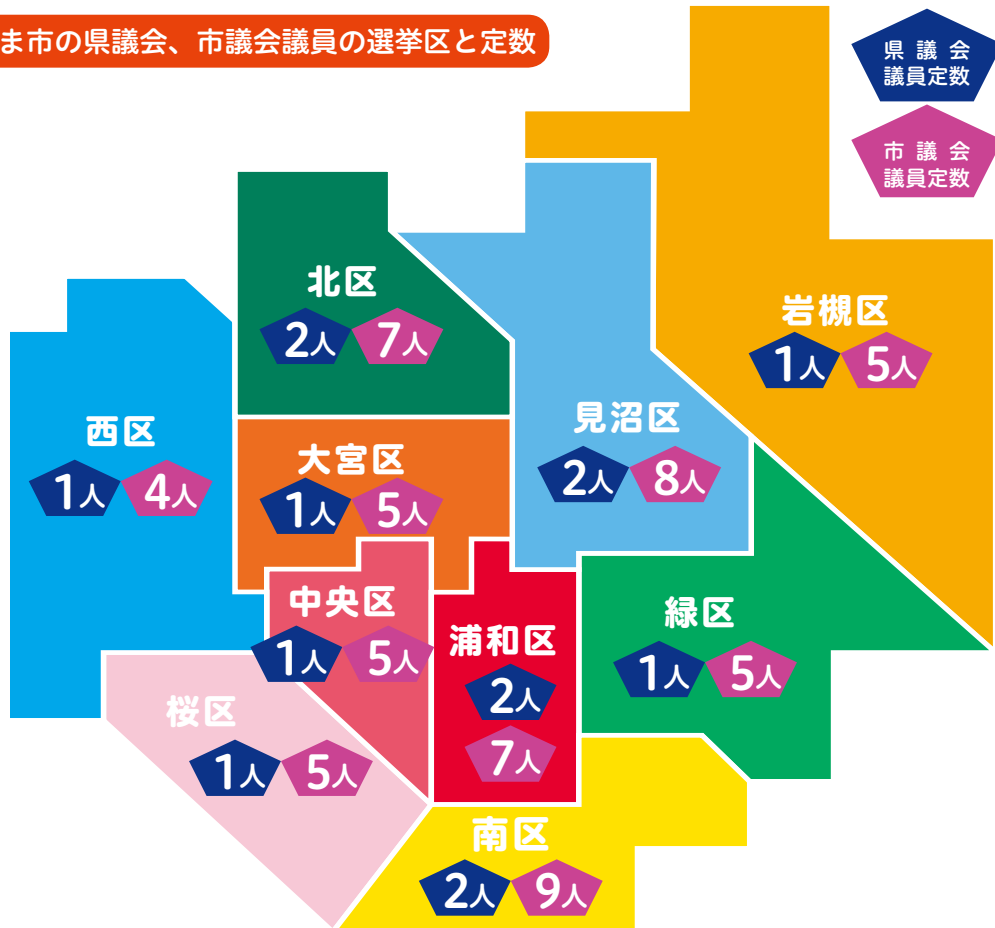 ま市の県議会、市議会議員の選挙区と定数
県議会
議員定数
市議会
議員定数
北区
2人 7人
岩槻区
1人 5人
西区
1人 4人
大宮区
1人 5人
見沼区
2人 8人
中央区
1人 5人
浦和区
2人
7人
緑区
1人 5人
桜区
1人 5人
南区
2人 9人